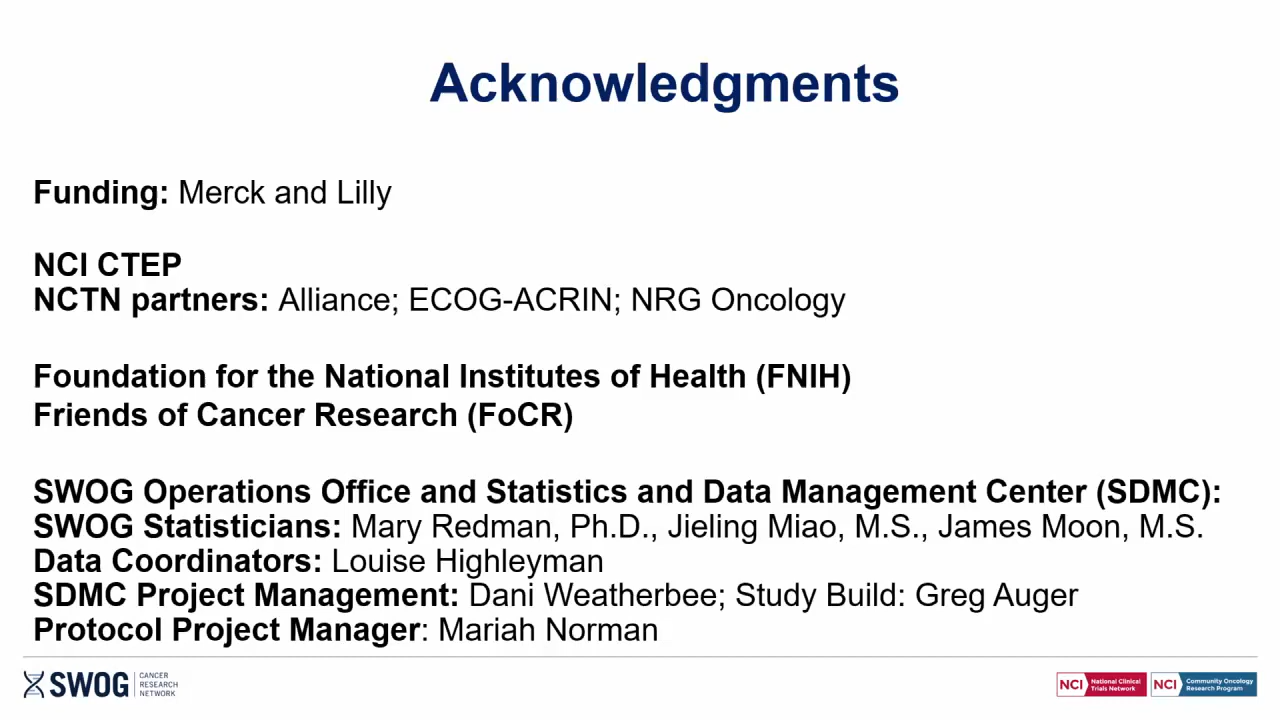 Acknowledgments
Funding: Merck and Lilly
NCI CTEP
NCTN partners: Alliance; ECOG-ACRIN; NRG Oncology
Foundation for the National Institutes of Health (FNIH)
Friends of Cancer Research (FoCR)
SWOG Operations Office and Statistics and Data Management Center (SDMC):
SWOG Statisticians: Mary Redman, Ph.D., Jieling Miao, M.S., James Moon, M.S.
Data Coordinators: Louise Highleyman
SDMC Project Management: Dani Weatherbee; Study Build: Greg Auger
Protocol Project Manager: Mariah Norman
SWOG
CANCER
RESEARCH
NETWORK
NCI
National Clinical
Trials Network
NCI
Community Oncology
Research Program